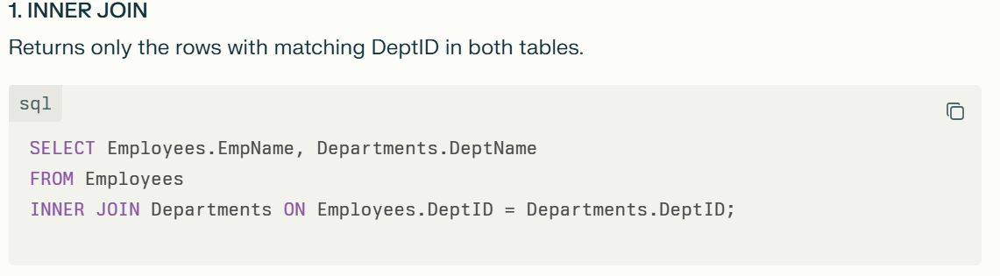 1. INNER JOIN
Returns only the rows with matching DeptID in both tables.
sql
SELECT Employees.EmpName, Departments.DeptName
FROM Employees
INNER JOIN Departments ON Employees.DeptID = Departments.DeptID;